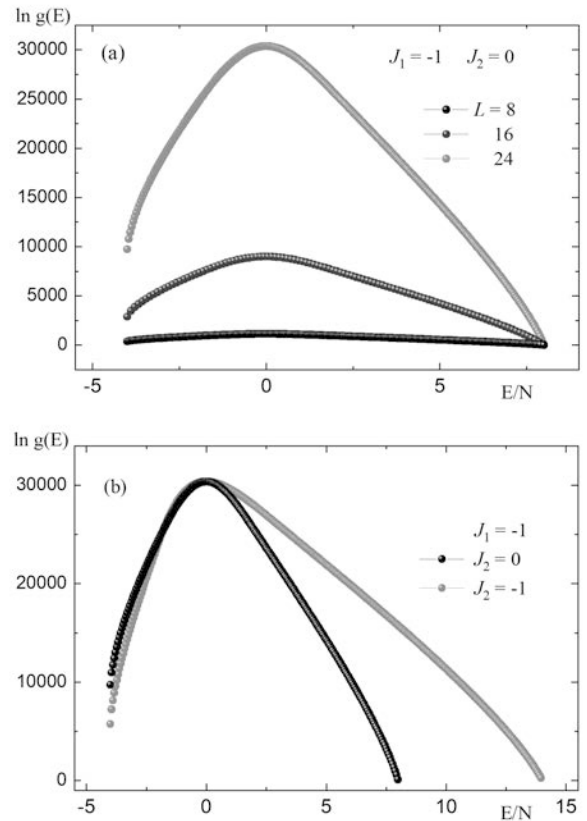 ln g(E)
30000
25000
20000
15000
10000
5000
0
(a)
J₁ = -1 J₂ = 0
L = 8
16
24
-5 0 5
E/N
ln g(E)
30000
20000
10000
0
(b)
J₁ = -1
J₂ = 0
J₂ = -1
-5 0 5 10 15
E/N